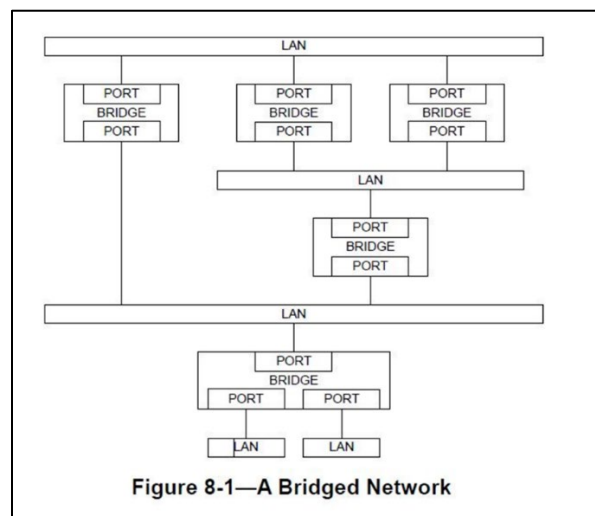 LAN
PORT PORT PORT
BRIDGE BRIDGE BRIDGE
PORT PORT PORT
LAN
PORT
BRIDGE
PORT
LAN
PORT
BRIDGE
PORT PORT
LAN LAN
Figure 8-1—A Bridged Network